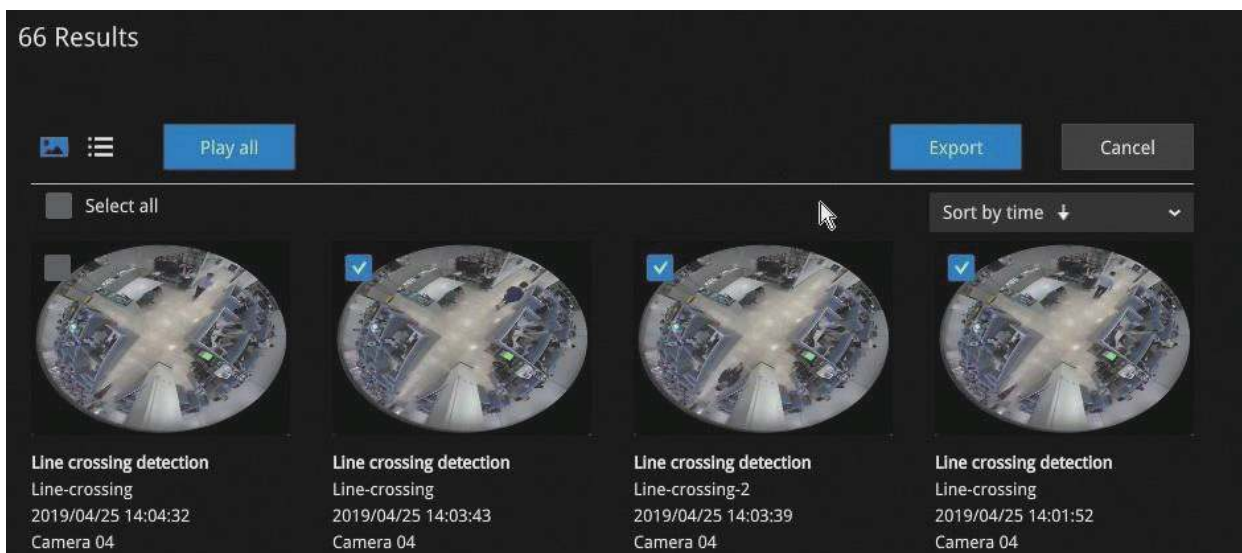 66 Results
Play all
Export
Cancel
Select all
Sort by time ↓
Line crossing detection
Line-crossing
2019/04/25 14:04:32
Camera 04
Line crossing detection
Line-crossing
2019/04/25 14:03:43
Camera 04
Line crossing detection
Line-crossing-2
2019/04/25 14:03:39
Camera 04
Line crossing detection
Line-crossing
2019/04/25 14:01:52
Camera 04